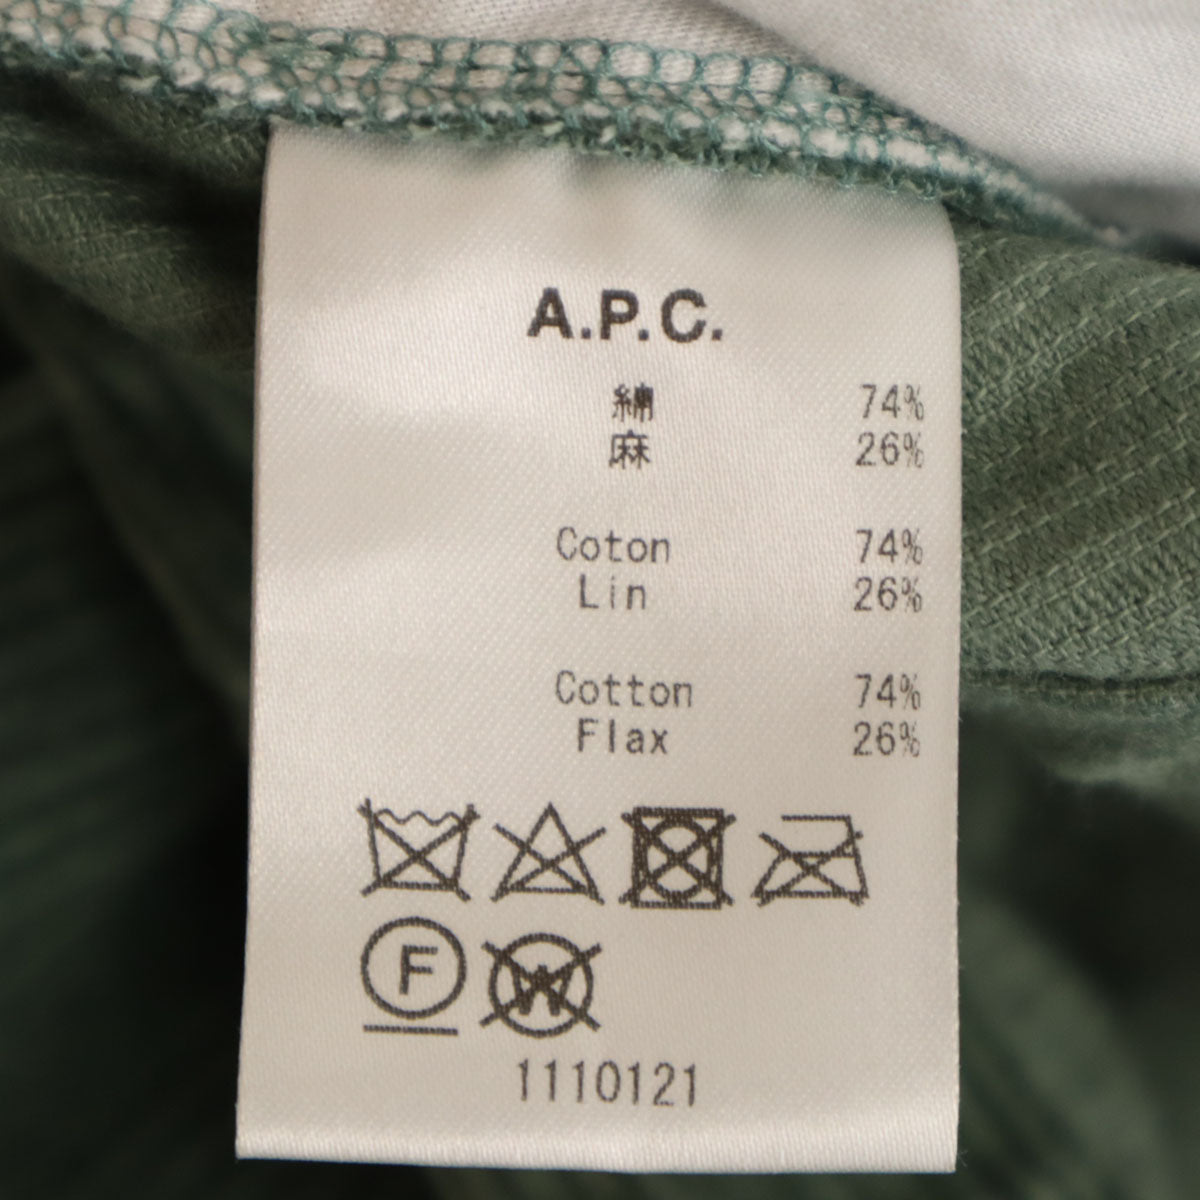 A.P.C.
綿 74%
麻 26%
Coton 74%
Lin 26%
Cotton 74%
Flax 26%
F W
1110121